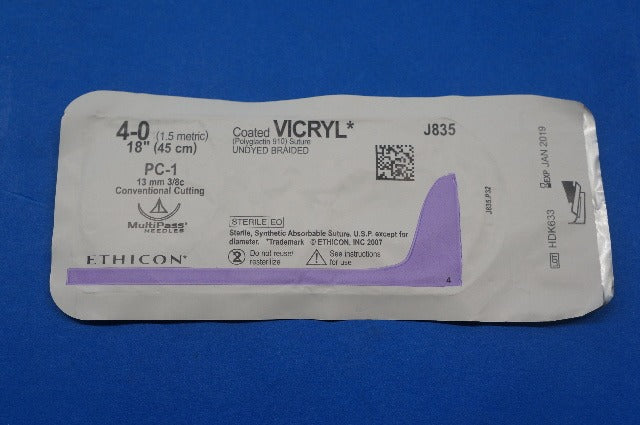 4-0 (1.5 metric)
18" (45 cm)
PC-1
13 mm 3/8c
Conventional Cutting
MultiPass*
NEEDLES
ETHICON*
Coated VICRYL*
(Polyglactin 910) Suture
UNDYED BRAIDED
J835
STERILE EO
Sterile, Synthetic Absorbable Suture, U.S.P. except for
diameter. *Trademark © ETHICON, INC 2007
2 Do not reuse/
resterilize
See instructions
for use
4
J835.P32
EXP JAN 2019
LOT HDK633